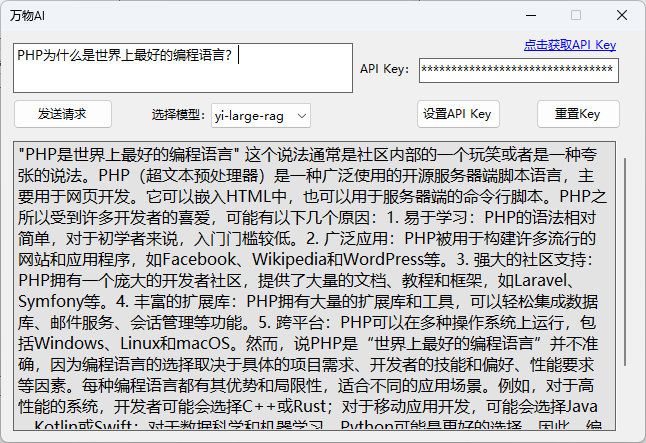 万物AI
点击获取API Key
PHP为什么是世界上最好的编程语言？
API Key：
********************************
发送请求
选择模型：
yi-large-rag
设置API Key
重置Key
"PHP是世界上最好的编程语言" 这个说法通常是社区内部的一个玩笑或者是一种夸
张的说法。PHP（超文本预处理器）是一种广泛使用的开源服务器端脚本语言，主
要用于网页开发。它可以嵌入HTML中，也可以用于服务器端的命令行脚本。PHP之
所以受到许多开发者的喜爱，可能有以下几个原因：1. 易于学习：PHP的语法相对
简单，对于初学者来说，入门门槛较低。2. 广泛应用：PHP被用于构建许多流行的
网站和应用程序，如Facebook、Wikipedia和WordPress等。3. 强大的社区支持：
PHP拥有一个庞大的开发者社区，提供了大量的文档、教程和框架，如Laravel、
Symfony等。4. 丰富的扩展库：PHP拥有大量的扩展库和工具，可以轻松集成数据
库、邮件服务、会话管理等功能。5. 跨平台：PHP可以在多种操作系统上运行，包
括Windows、Linux和macOS。然而，说PHP是“世界上最好的编程语言”并不准
确，因为编程语言的选择取决于具体的项目需求、开发者的技能和偏好、性能要求
等因素。每种编程语言都有其优势和局限性，适合不同的应用场景。例如，对于高
性能的系统，开发者可能会选择C++或Rust；对于移动应用开发，可能会选择Java
、Kotlin或Swift；对于数据科学和机器学习，Python可能是更好的选择。因此，编